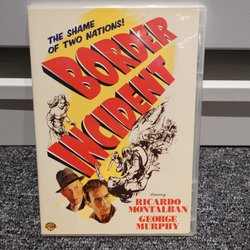 THE SHAME
OF TWO NATIONS!
BORDER
INCIDENT
Starring
RICARDO
MONTALBAN
GEORGE
MURPHY